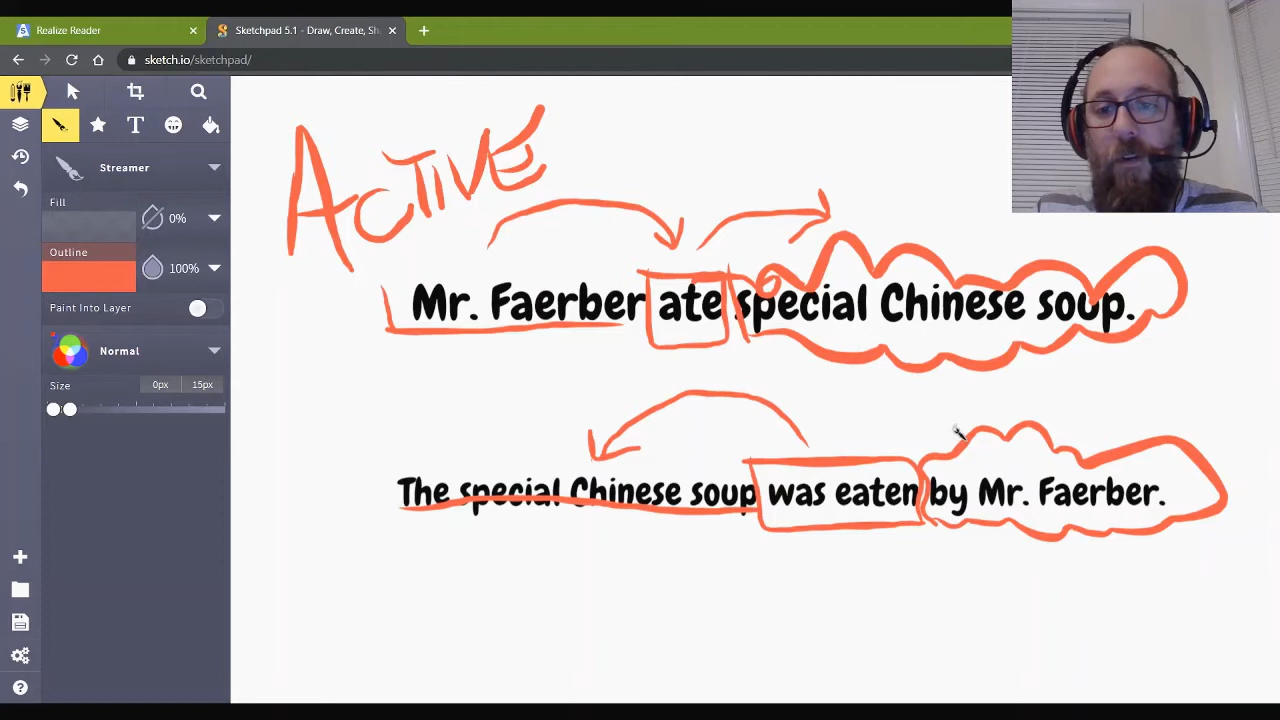 Realize Reader
Sketchpad 5.1 - Draw, Create, Sh
sketch.io/sketchpad/
Streamer
Fill
0%
Outline
100%
Paint Into Layer
Normal
Size
0px
15px
ACTIVE
Mr. Faerber ate special Chinese soup.
The special Chinese soup was eaten by Mr. Faerber.